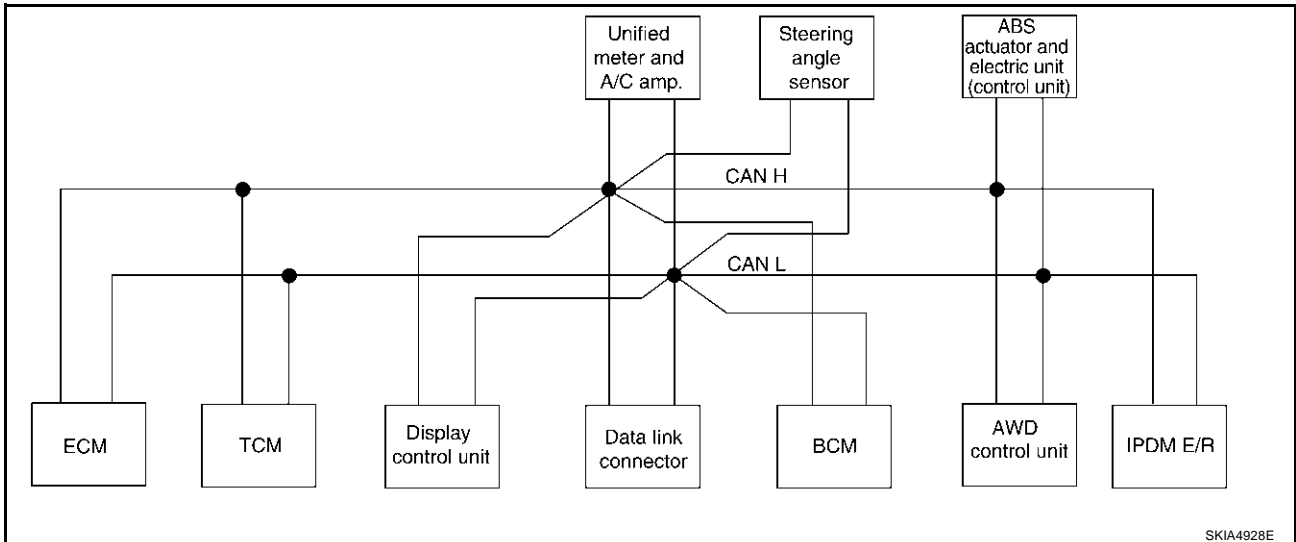 Unified
meter and
A/C amp.
Steering
angle
sensor
ABS
actuator and
electric unit
(control unit)
CAN H
CAN L
ECM
TCM
Display
control unit
Data link
connector
BCM
AWD
control unit
IPDM E/R
SKIA4928E